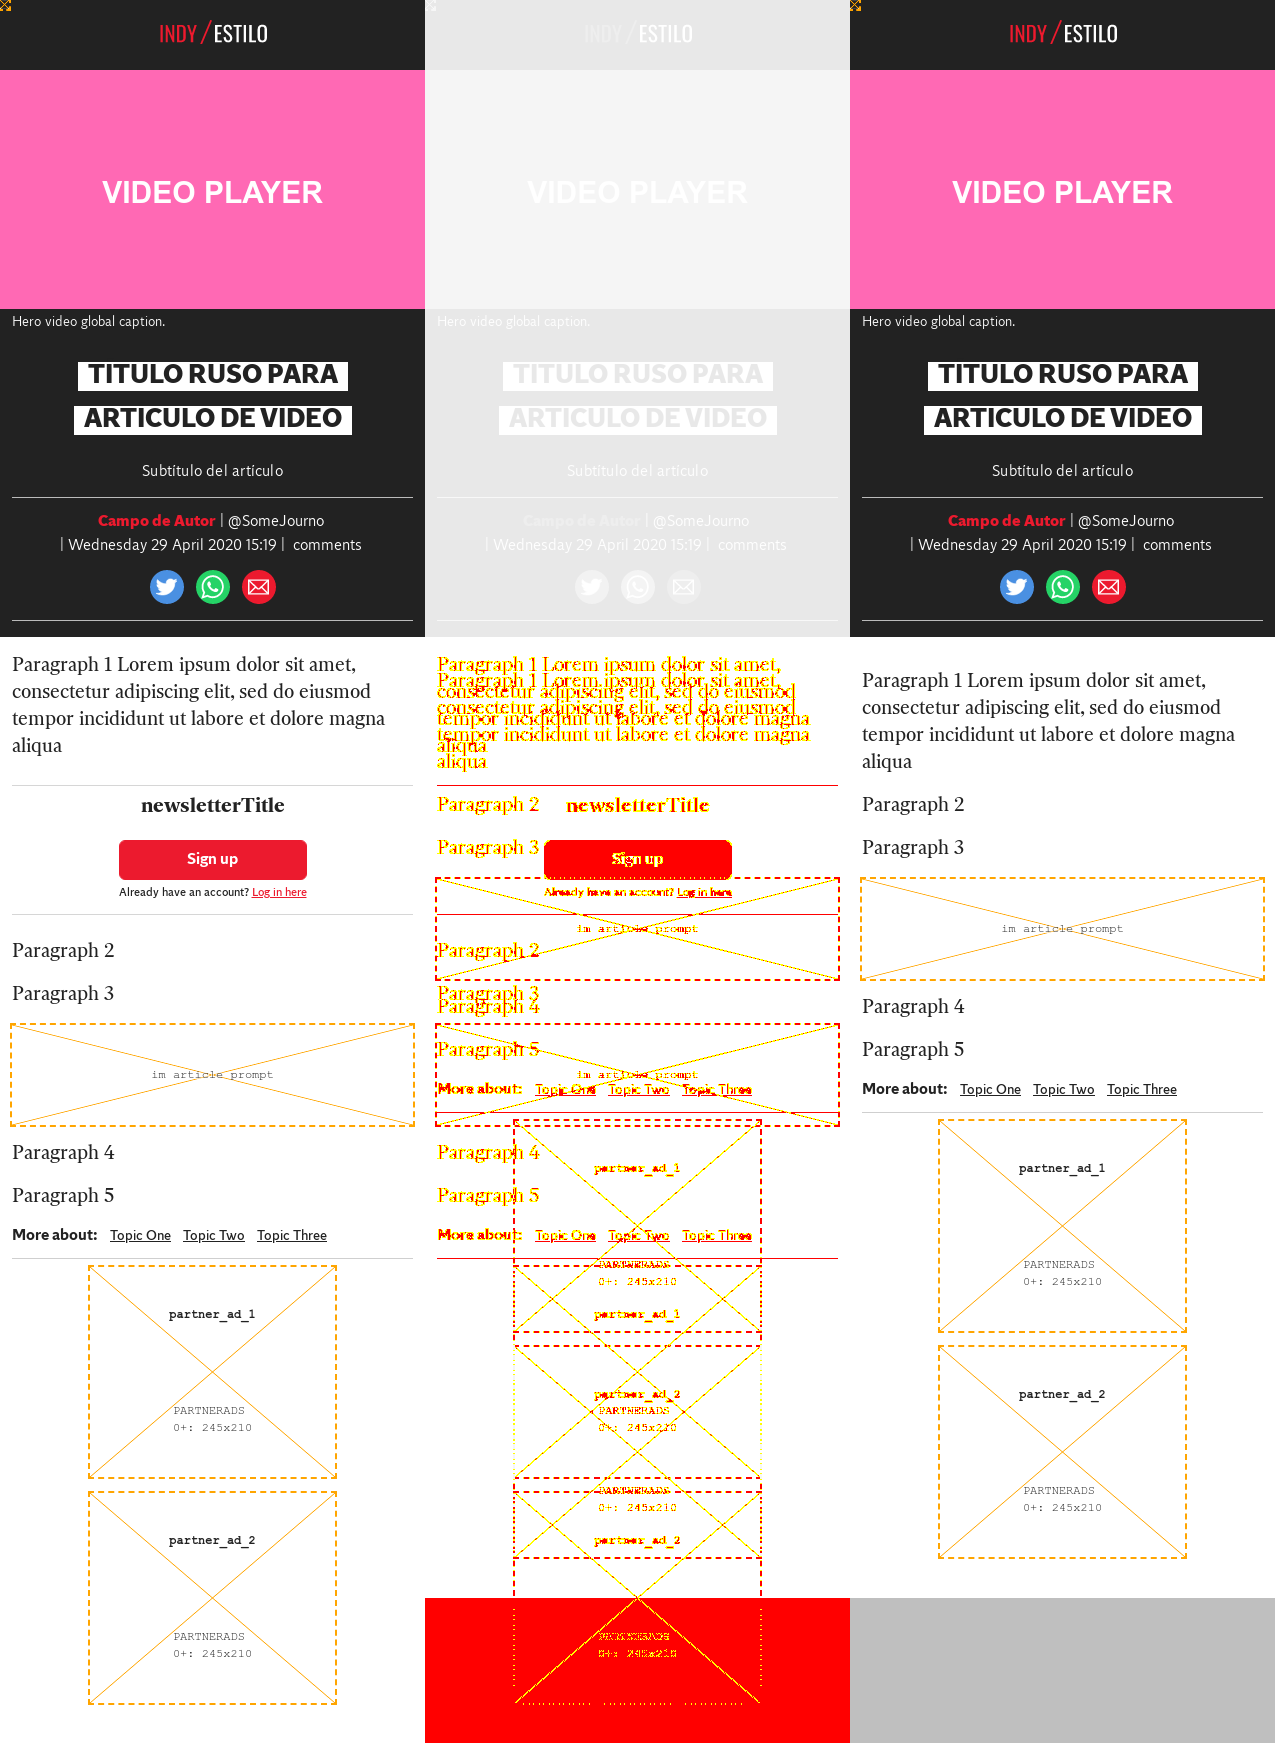 INDY/ESTILO
VIDEO PLAYER
Hero video global caption.
TITULO RUSO PARA
ARTICULO DE VIDEO
Subtítulo del artículo
Campo de Autor | @SomeJourno
| Wednesday 29 April 2020 15:19 | comments
Paragraph 1 Lorem ipsum dolor sit amet,
consectetur adipiscing elit, sed do eiusmod
tempor incididunt ut labore et dolore magna
aliqua
newsletterTitle
Sign up
Already have an account? Log in here
Paragraph 2
Paragraph 3
im article prompt
Paragraph 4
Paragraph 5
More about: Topic One Topic Two Topic Three
partner_ad_1
PARTNERADS
0+: 245x210
partner_ad_2
PARTNERADS
0+: 245x210
INDY/ESTILO
VIDEO PLAYER
Hero video global caption.
TITULO RUSO PARA
ARTICULO DE VIDEO
Subtítulo del artículo
Campo de Autor | @SomeJourno
| Wednesday 29 April 2020 15:19 | comments
Paragraph 1 Lorem ipsum dolor sit amet,
Paragraph 1 Lorem ipsum dolor sit amet,
consectetur adipiscing elit, sed do eiusmod
consectetur adipiscing elit, sed do eiusmod
tempor incididunt ut labore et dolore magna
tempor incididunt ut labore et dolore magna
aliqua
aliqua
Paragraph 2 newsletterTitle
Paragraph 3
Sign up
Already have an account? Log in here
im article prompt
Paragraph 2
Paragraph 3
Paragraph 4
Paragraph 5
im article prompt
More about: Topic One Topic Two Topic Three
Paragraph 4
partner_ad_1
Paragraph 5
More about: Topic One Topic Two Topic Three
PARTNERADS
0+: 245x210
partner_ad_1
partner_ad_2
PARTNERADS
0+: 245x210
PARTNERADS
0+: 245x210
partner_ad_2
PARTNERADS
0+: 245x210
INDY/ESTILO
VIDEO PLAYER
Hero video global caption.
TITULO RUSO PARA
ARTICULO DE VIDEO
Subtítulo del artículo
Campo de Autor | @SomeJourno
| Wednesday 29 April 2020 15:19 | comments
Paragraph 1 Lorem ipsum dolor sit amet,
consectetur adipiscing elit, sed do eiusmod
tempor incididunt ut labore et dolore magna
aliqua
Paragraph 2
Paragraph 3
im article prompt
Paragraph 4
Paragraph 5
More about: Topic One Topic Two Topic Three
partner_ad_1
PARTNERADS
0+: 245x210
partner_ad_2
PARTNERADS
0+: 245x210